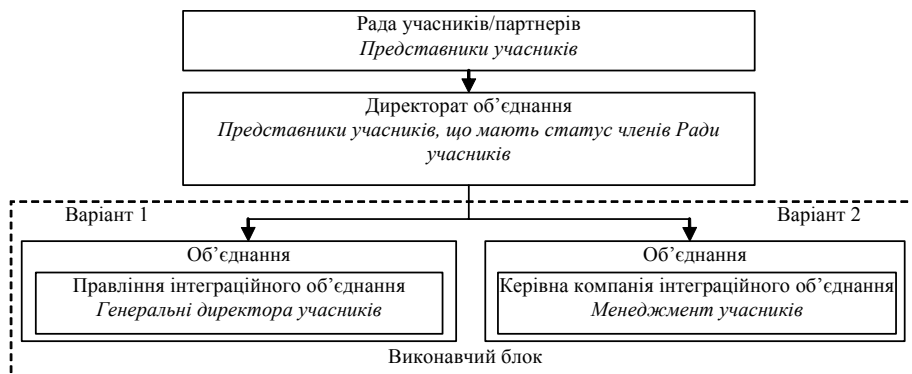 Рада учасників/партнерів
Представники учасників
Директорат об’єднання
Представники учасників, що мають статус членів Ради
учасників
Варіант 1
Варіант 2
Об’єднання
Правління інтеграційного об’єднання
Генеральні директора учасників
Об’єднання
Керівна компанія інтеграційного об’єднання
Менеджмент учасників
Виконавчий блок